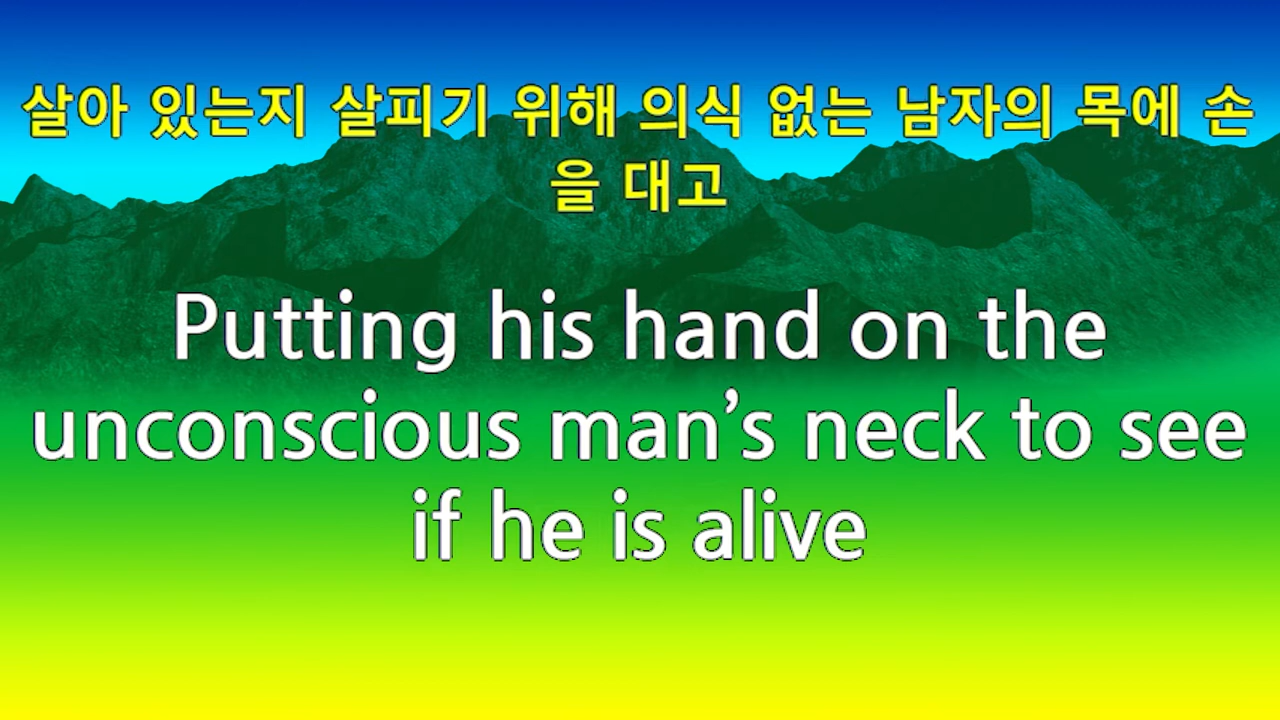 살아 있는지 살피기 위해 의식 없는 남자의 목에 손
을 대고
Putting his hand on the
unconscious man’s neck to see
if he is alive